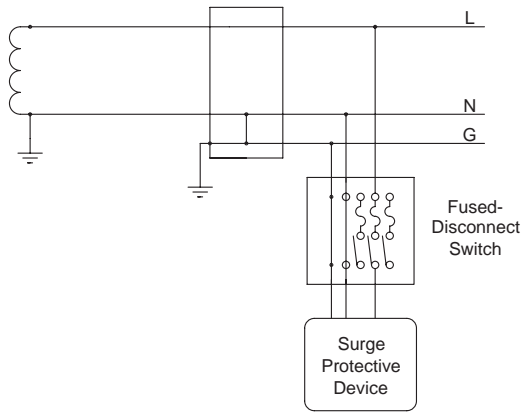 L
N
G
Fused-
Disconnect
Switch
Surge
Protective
Device